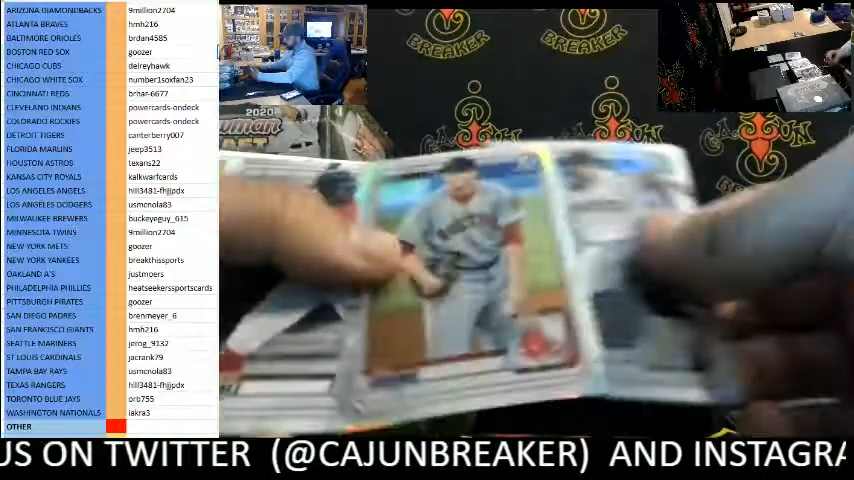 ARIZONA DIAMONDBACKS 9million2704
ATLANTA BRAVES hmh216
BALTIMORE ORIOLES brdan4585
BOSTON RED SOX goozer
CHICAGO CUBS delreyhawk
CHICAGO WHITE SOX number1soxfan23
CINCINNATI REDS brhar-6677
CLEVELAND INDIANS powercards-ondeck
COLORADO ROCKIES powercards-ondeck
DETROIT TIGERS canterberry007
FLORIDA MARLINS jeep3513
HOUSTON ASTROS texans22
KANSAS CITY ROYALS kalkwarfcards
LOS ANGELES ANGELS hill3481-fhjjpdx
LOS ANGELES DODGERS usmcnola83
MILWAUKEE BREWERS buckeyeguy_615
MINNESOTA TWINS 9million2704
NEW YORK METS goozer
NEW YORK YANKEES breakthissports
OAKLAND A'S justmoers
PHILADELPHIA PHILLIES heatseekerssportscards
PITTSBURGH PIRATES goozer
SAN DIEGO PADRES brenmeyer_6
SAN FRANCISCO GIANTS hmh216
SEATTLE MARINERS jerog_9132
ST LOUIS CARDINALS jacrank79
TAMPA BAY RAYS usmcnola83
TEXAS RANGERS hill3481-fhjjpdx
TORONTO BLUE JAYS orb755
WASHINGTON NATIONALS lakra3
OTHER
2020
BREAKER
BREAKER
BREAKER
US ON TWITTER (@CAJUNBREAKER) AND INSTAGRA